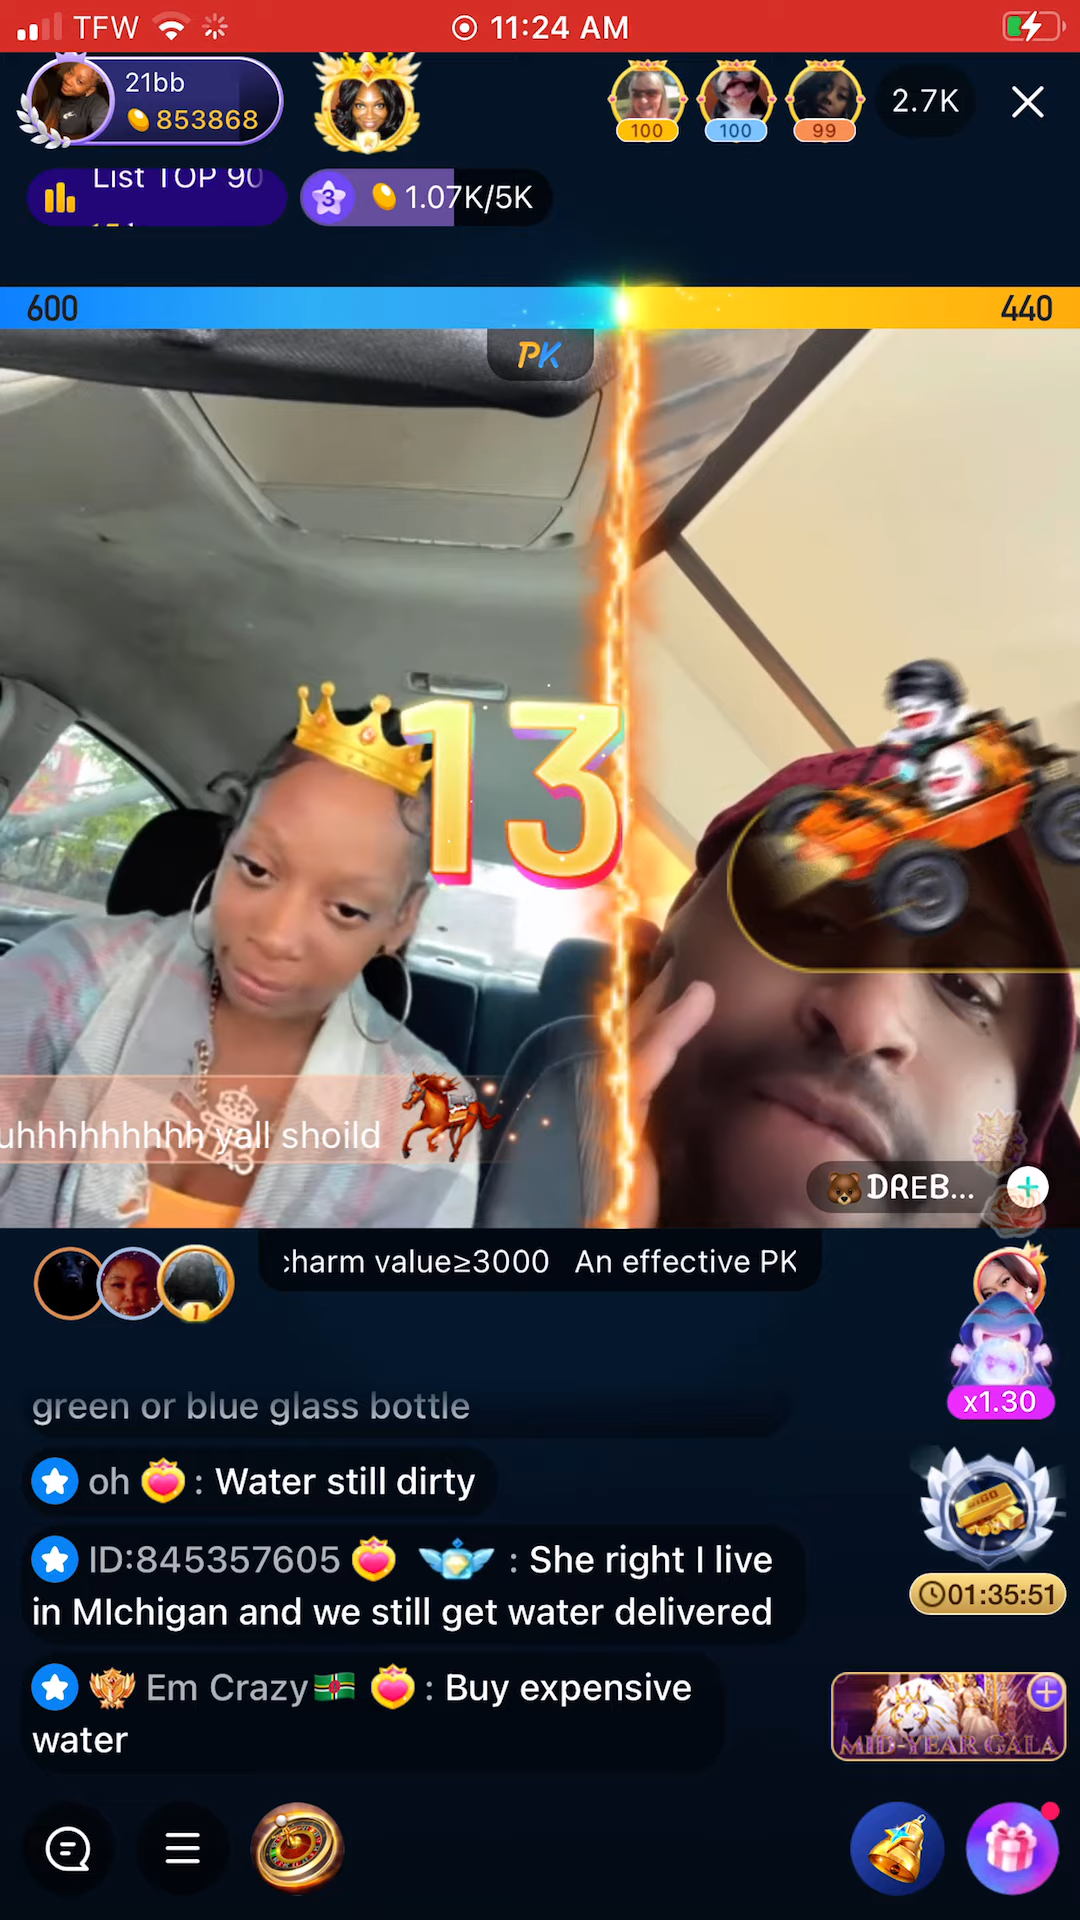 TFW 11:24 AM
21bb
853868
100 100 99 2.7K
List TOP 90
3 1.07K/5K
600 440
PK
13
uhhhhhhhhh yall shoild
🐻DREB...
charm value≥3000 An effective PK
1
x1.30
green or blue glass bottle
oh : Water still dirty
ID:845357605 : She right I live
in MIchigan and we still get water delivered
01:35:51
Em Crazy🇩🇲 : Buy expensive
water
MID-YEAR GALA